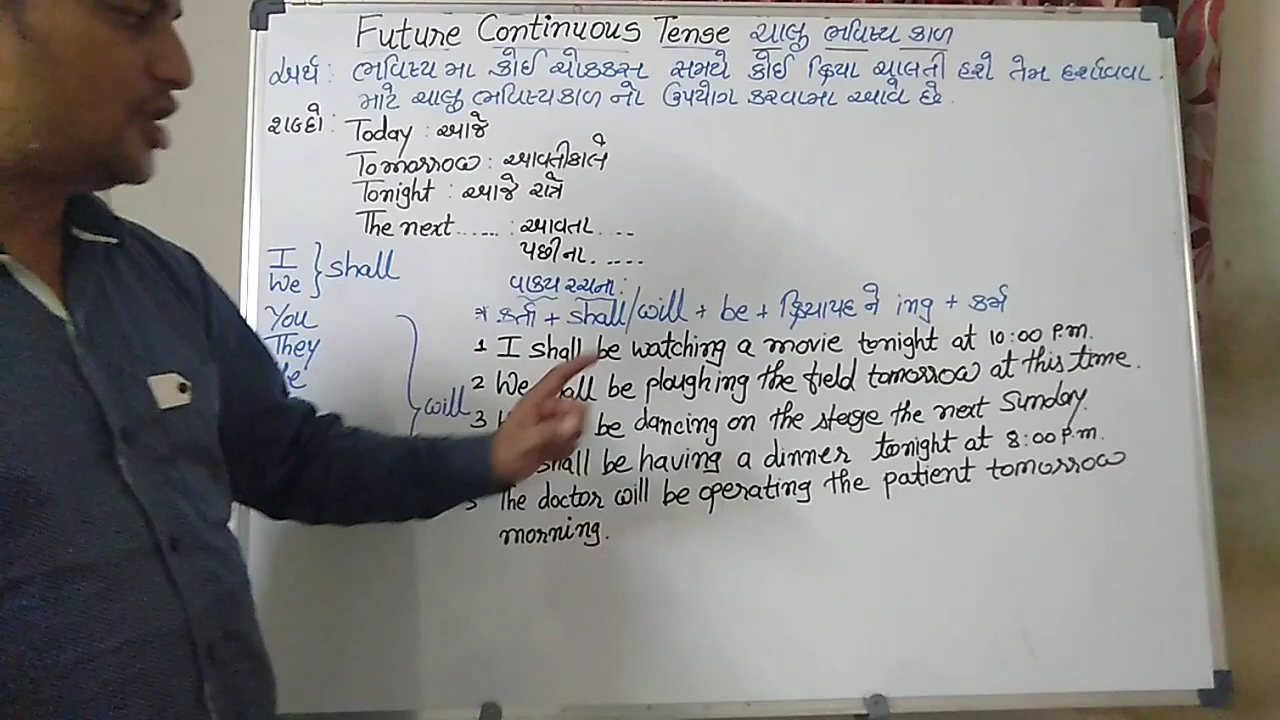 Future Continuous Tense ચાલુ ભવિષ્ય કાળ
અર્થ : ભવિષ્ય મા કોઈ ચોકકસ સમયે કોઈ ક્રિયા ચાલતી હશે તેમ દર્શાવવા .
માટે ચાલુ ભવિષ્યકાળ નો ઉપયોગ કરવામા આવે છે .
શબ્દો : Today : આજે
Tomorrow : આવતીકાલે
Tonight : આજે રાત્રે
The next ...... : આવતા ....
પછીના .....
I
We } shall
વાક્ય રચના :
You
They
will
* કર્તા + shall/will + be + ક્રિયાપદ ને ing + કર્મ
1 I shall be watching a movie tonight at 10:00 P.m.
2 We shall be ploughing the field tomorrow at this time.
3 be dancing on the stage the next Sunday.
shall be having a dinner tonight at 8:00 P.m.
The doctor will be operating the patient tomorrow
morning.